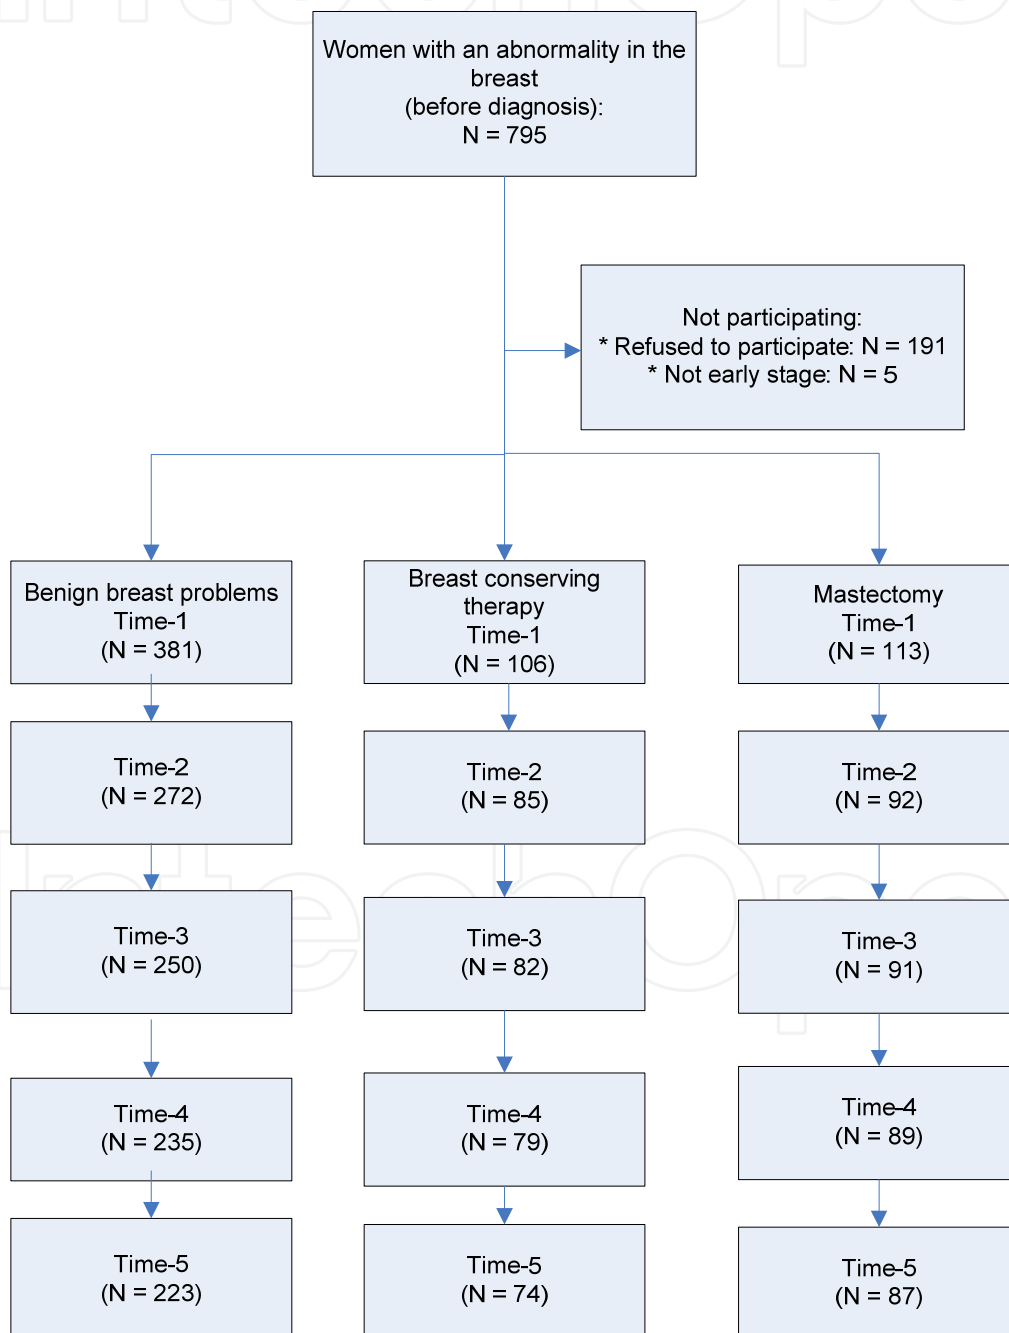 Women with an abnormality in the
breast
(before diagnosis):
N = 795
Not participating:
* Refused to participate: N = 191
* Not early stage: N = 5
Benign breast problems
Time-1
(N = 381)
Breast conserving
therapy
Time-1
(N = 106)
Mastectomy
Time-1
(N = 113)
Time-2
(N = 272)
Time-2
(N = 85)
Time-2
(N = 92)
Time-3
(N = 250)
Time-3
(N = 82)
Time-3
(N = 91)
Time-4
(N = 235)
Time-4
(N = 79)
Time-4
(N = 89)
Time-5
(N = 223)
Time-5
(N = 74)
Time-5
(N = 87)